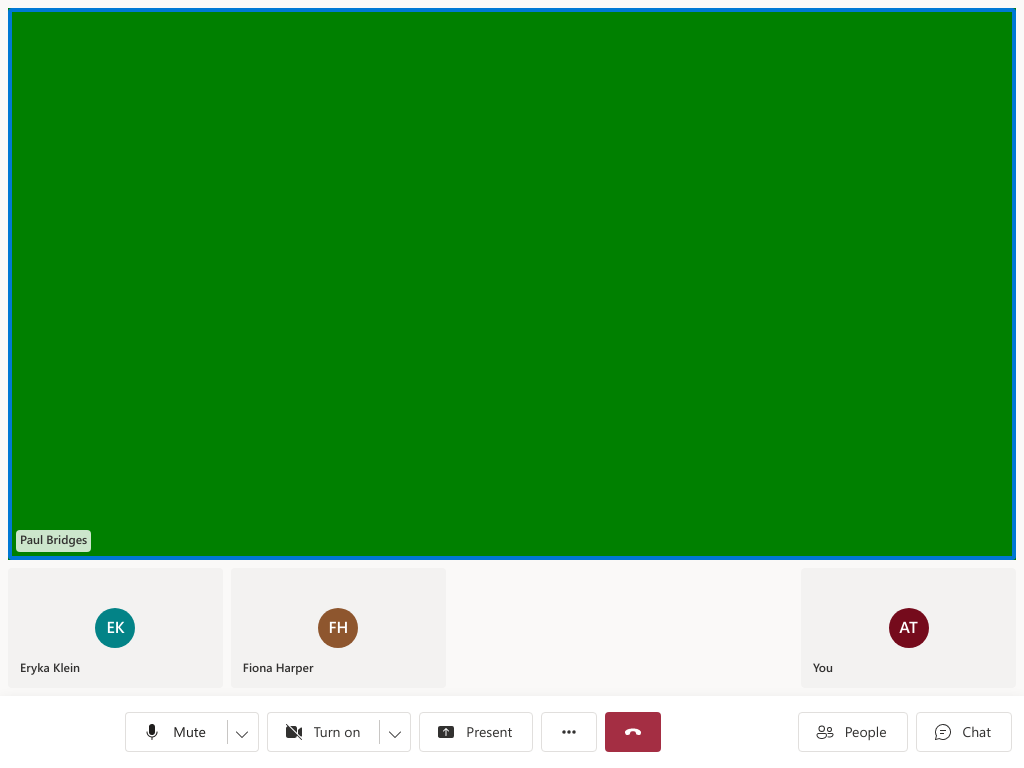 Paul Bridges
EK
FH
AT
Eryka Klein
Fiona Harper
You
Mute
Turn on
Present
People
Chat